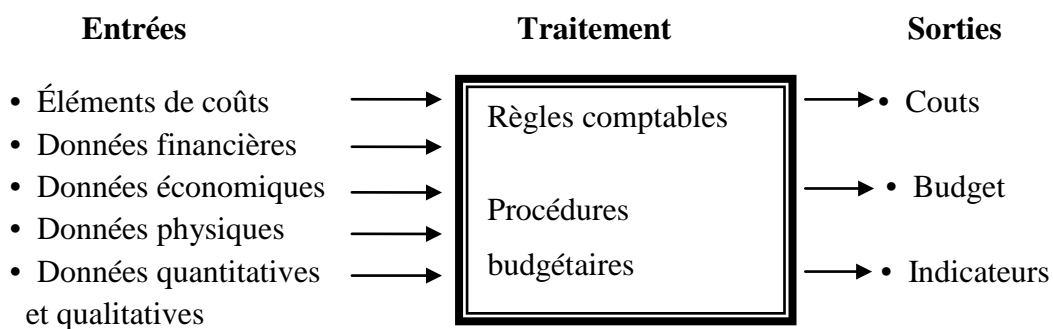 Entrées
Traitement
Sorties
• Éléments de coûts
• Données financières
• Données économiques
• Données physiques
• Données quantitatives
et qualitatives
Règles comptables
Procédures
budgétaires
• Couts
• Budget
• Indicateurs